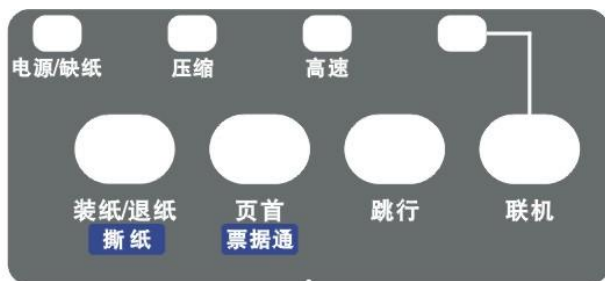 电源/缺纸 压缩 高速
装纸/退纸 页首 跳行 联机
撕纸 票据通